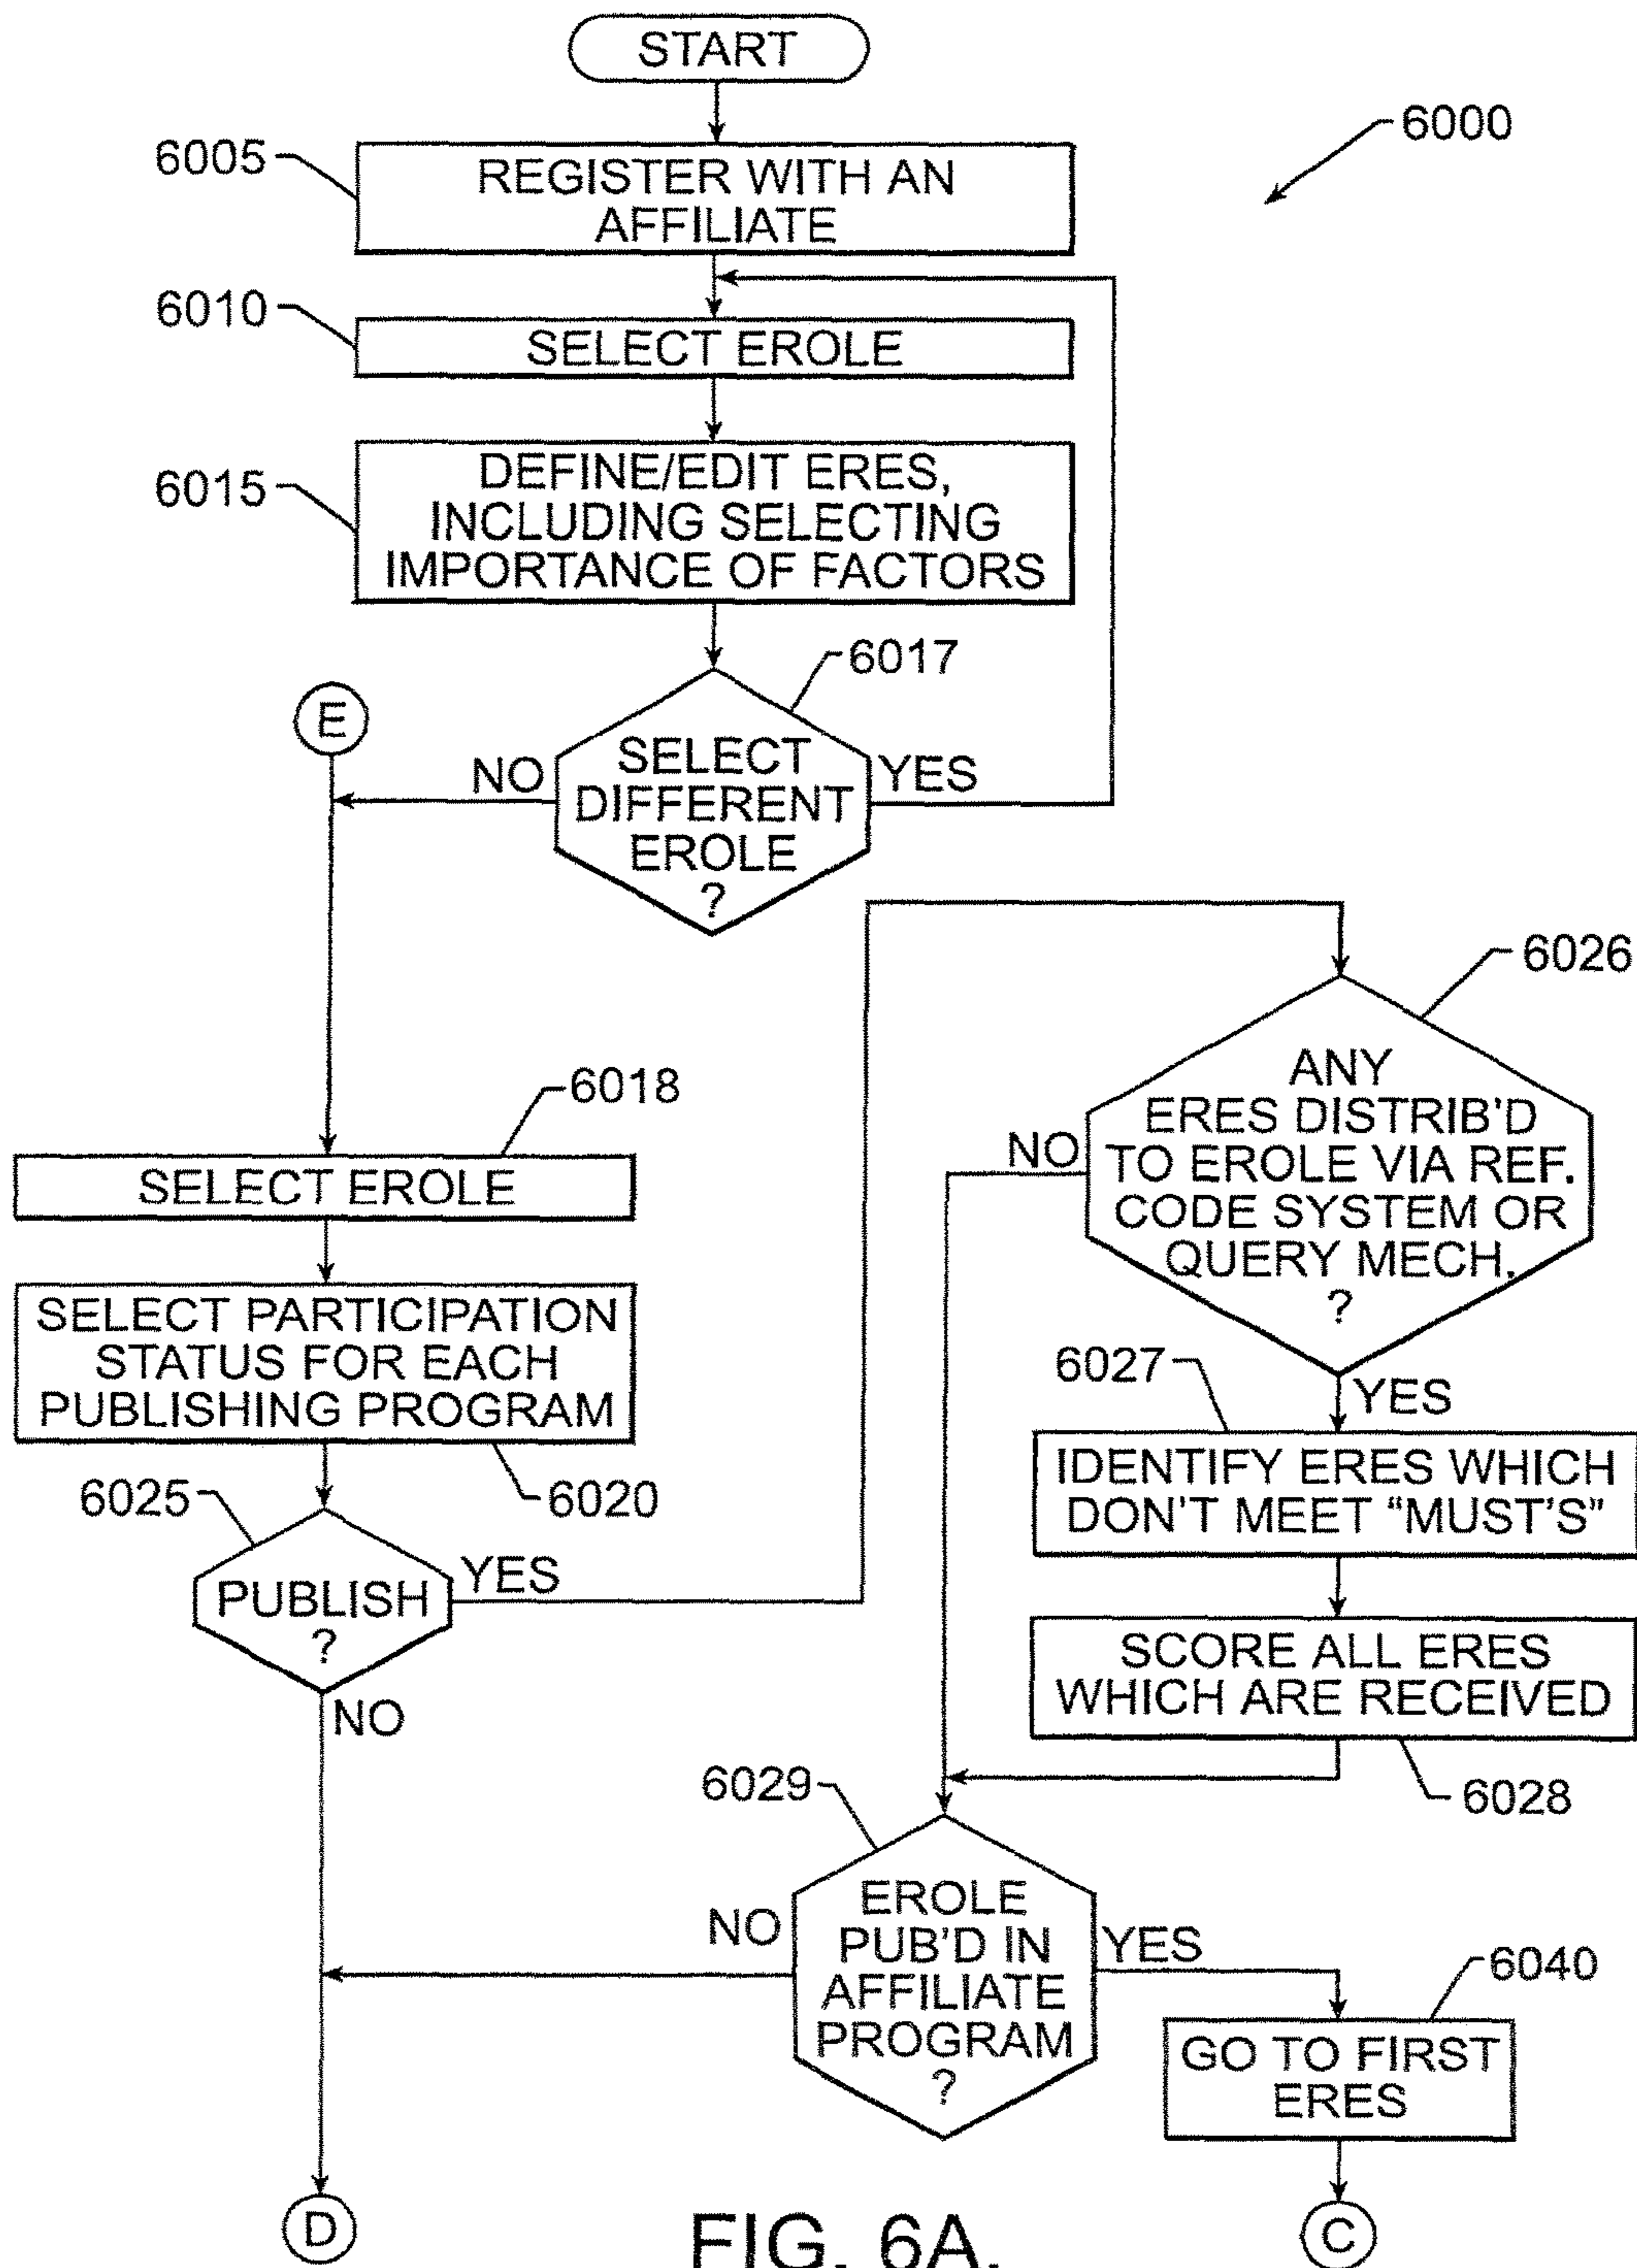 START
6000
6005
REGISTER WITH AN
AFFILIATE
6010
SELECT EROLE
6015
DEFINE/EDIT ERES,
INCLUDING SELECTING
IMPORTANCE OF FACTORS
6017
E
NO
SELECT
DIFFERENT
EROLE
?
YES
6026
ANY
ERES DISTRIB'D
TO EROLE VIA REF.
CODE SYSTEM OR
QUERY MECH.
?
NO
YES
6018
SELECT EROLE
SELECT PARTICIPATION
STATUS FOR EACH
PUBLISHING PROGRAM
6020
6025
PUBLISH
?
YES
NO
6027
IDENTIFY ERES WHICH
DON'T MEET “MUST'S”
SCORE ALL ERES
WHICH ARE RECEIVED
6028
6029
EROLE
PUB'D IN
AFFILIATE
PROGRAM
?
NO
YES
6040
GO TO FIRST
ERES
D
C
FIG. 6A.